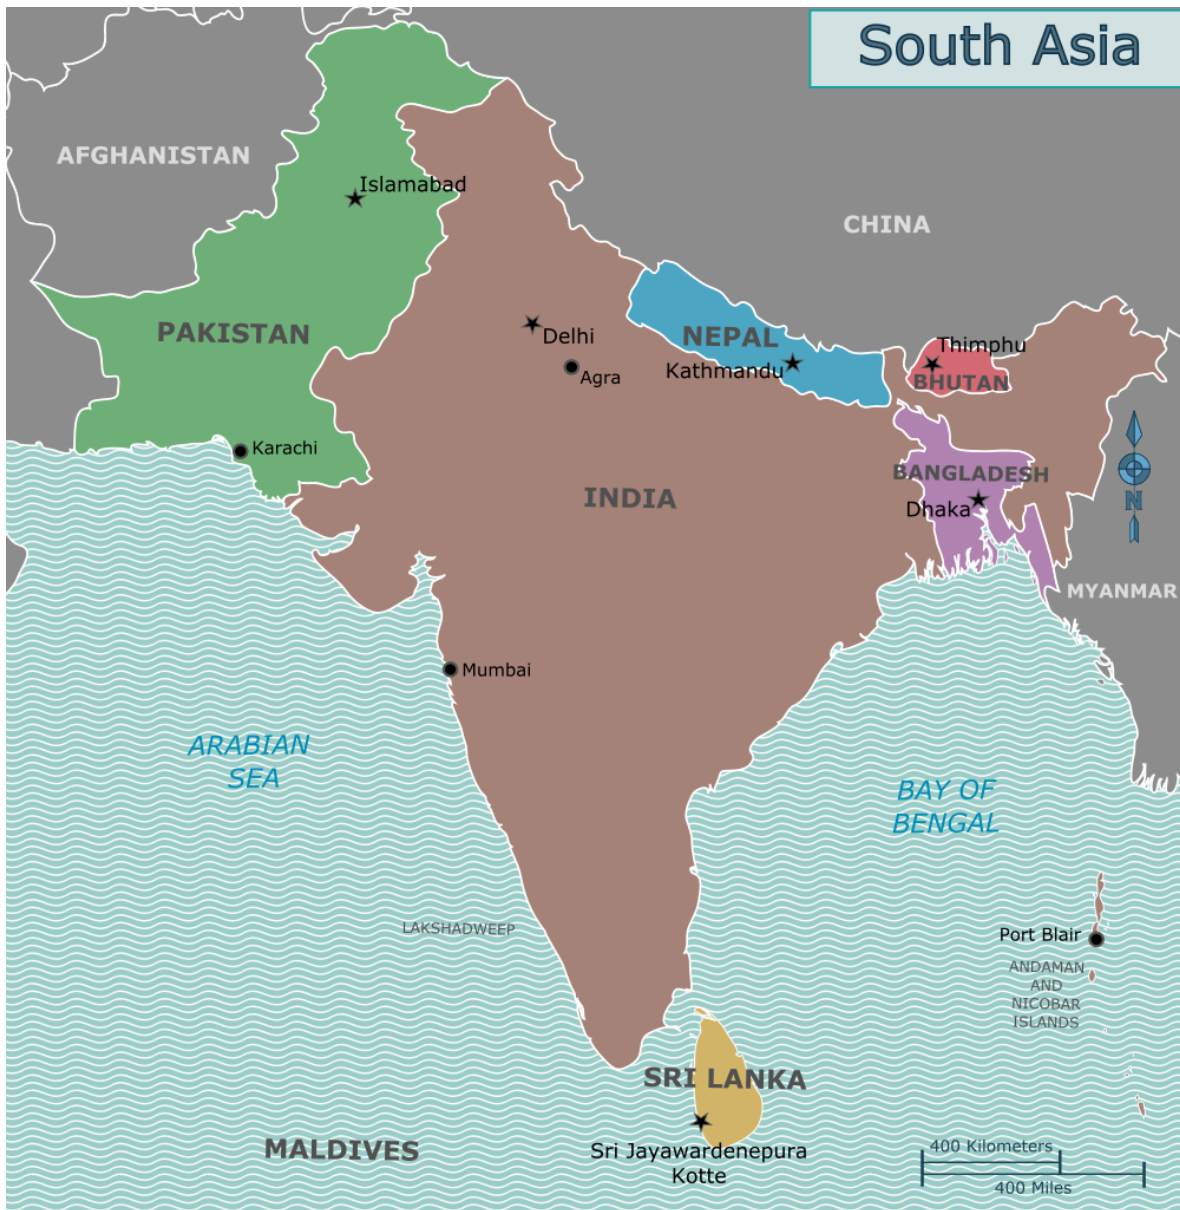 South Asia
AFGHANISTAN
Islamabad
CHINA
PAKISTAN
Delhi
NEPAL
Thimphu
Kathmandu
Agra
BHUTAN
Karachi
BANGLADESH
INDIA
Dhaka
N
MYANMAR
Mumbai
ARABIAN
SEA
BAY OF
BENGAL
LAKSHADWEEP
Port Blair
ANDAMAN
AND
NICOBAR
ISLANDS
SRI LANKA
MALDIVES
Sri Jayawardenepura
Kotte
400 Kilometers
400 Miles